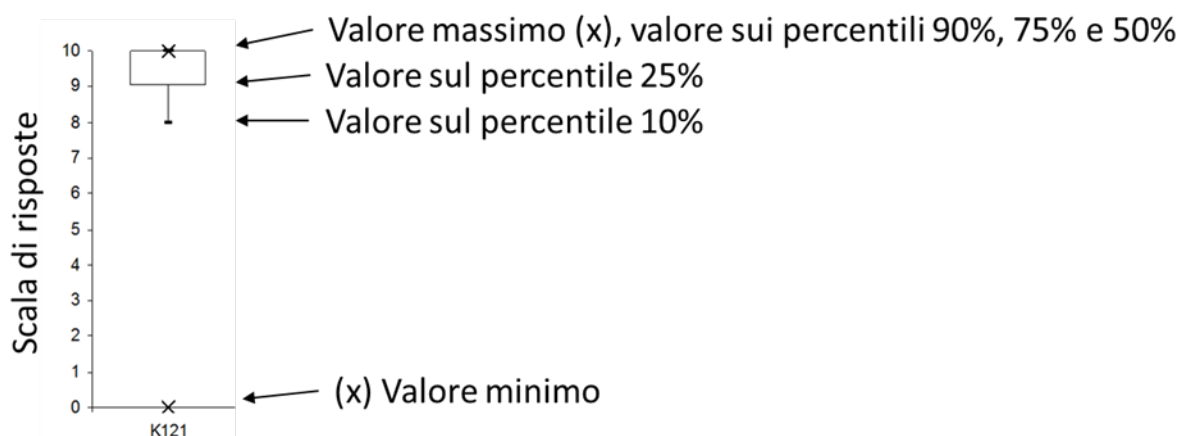 Valore massimo (x), valore sui percentili 90%, 75% e 50%
Valore sul percentile 25%
Valore sul percentile 10%
(x) Valore minimo
Scala di risposte
10
9
8
7
6
5
4
3
2
1
0
K121